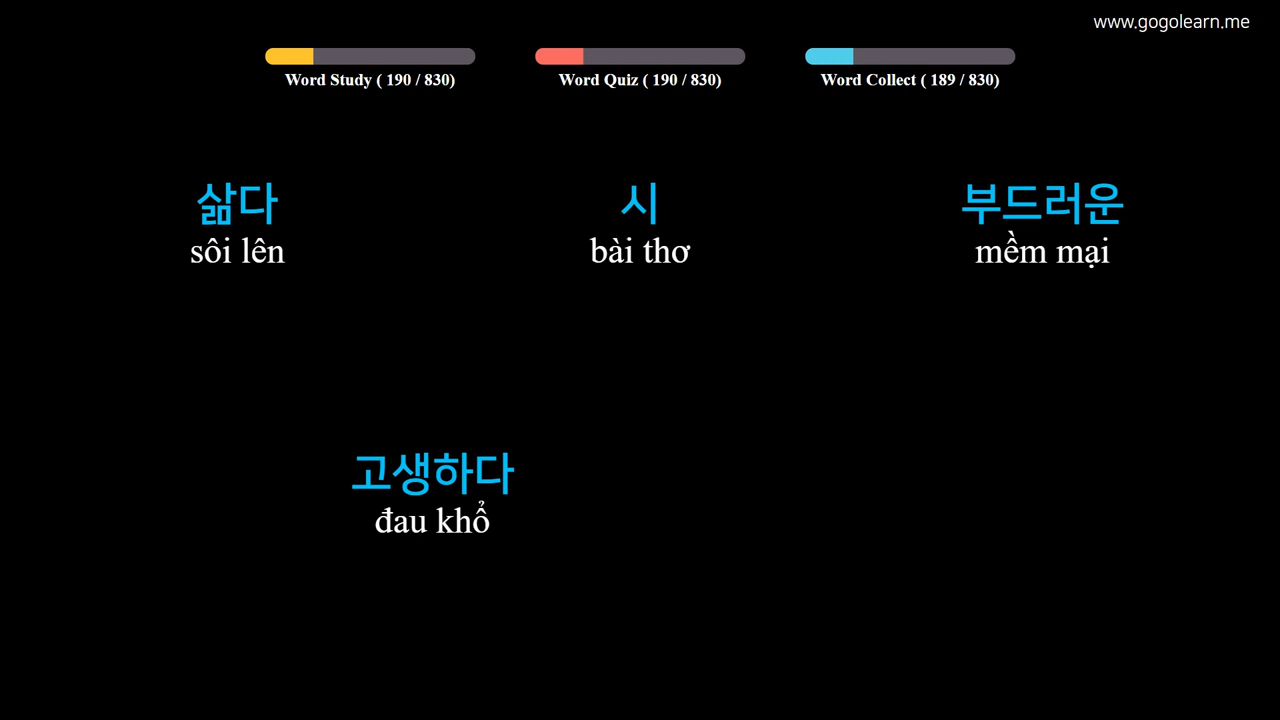 www.gogolearn.me
Word Study ( 190 / 830)
Word Quiz ( 190 / 830)
Word Collect ( 189 / 830)
삶다
sôi lên
시
bài thơ
부드러운
mềm mại
고생하다
đau khổ